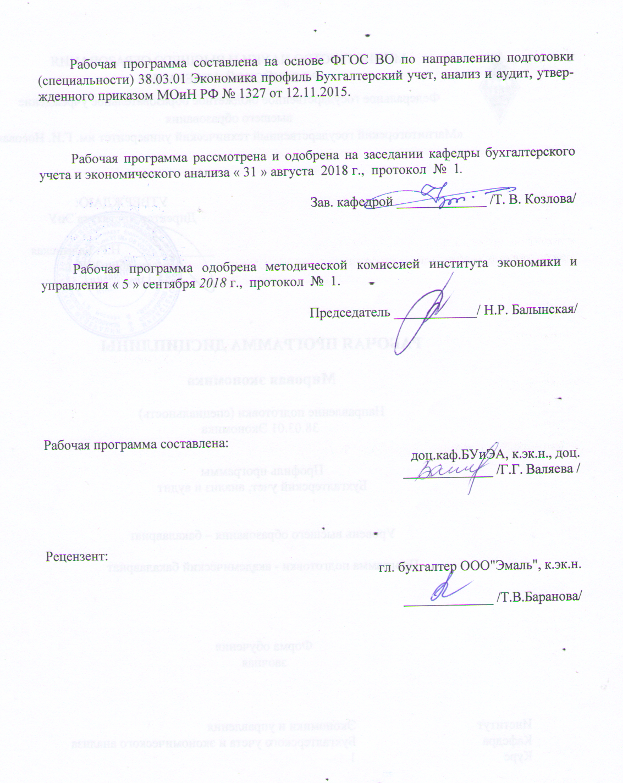 Рабочая программа составлена на основе ФГОС ВО по направлению подготовки
(специальности) 38.03.01 Экономика профиль Бухгалтерский учет, анализ и аудит, утвер-
жденного приказом МОиН РФ № 1327 от 12.11.2015.
Рабочая программа рассмотрена и одобрена на заседании кафедры бухгалтерского
учета и экономического анализа « 31 » августа 2018 г., протокол № 1.
Зав. кафедрой ______________ /Т. В. Козлова/
Рабочая программа одобрена методической комиссией института экономики и
управления « 5 » сентября 2018 г., протокол № 1.
Председатель _____________/ Н.Р. Балынская/
Рабочая программа составлена:
доц.каф.БУиЭА, к.эк.н., доц.
______________ /Г.Г. Валяева /
Рецензент:
гл. бухгалтер ООО"Эмаль", к.эк.н.
______________ /Т.В.Баранова/